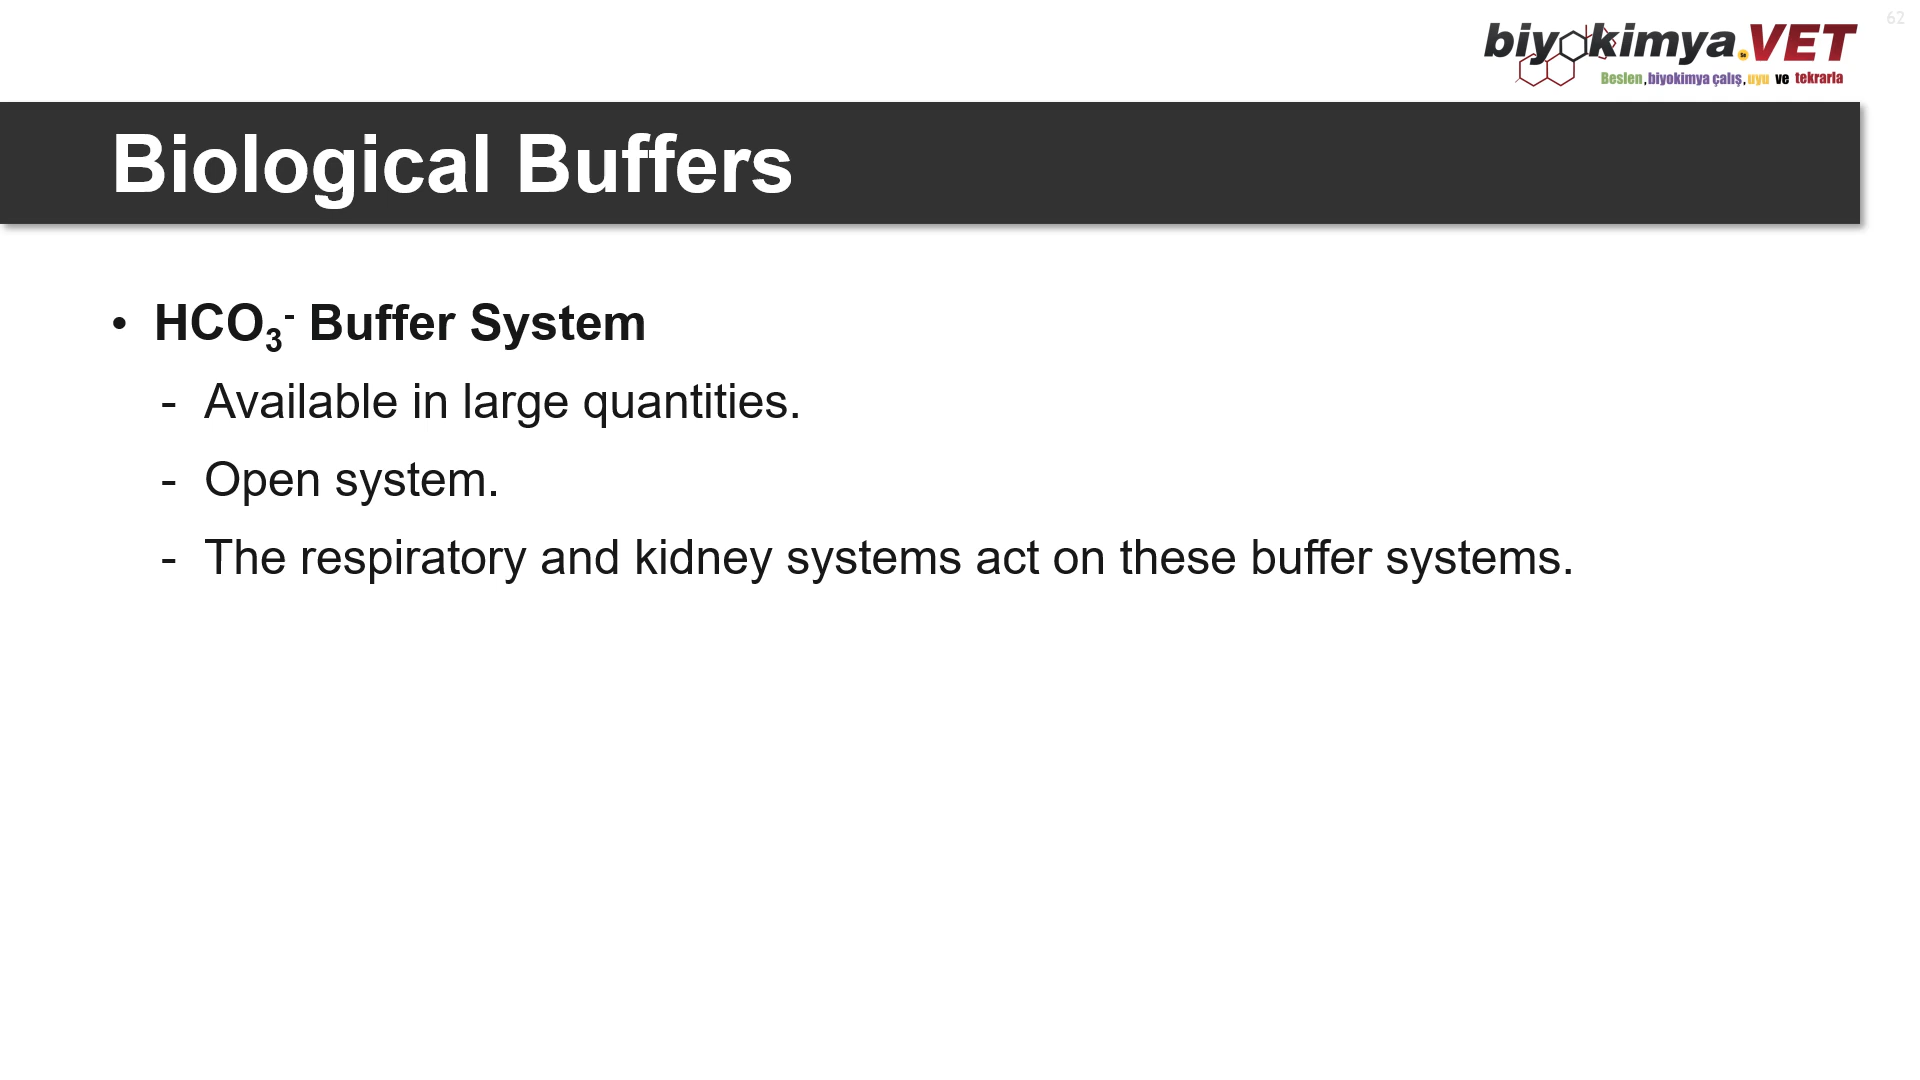 62
biyokimya.VET
Beslen, biyokimya çalış, uyu ve tekrarla
Biological Buffers
• HCO₃⁻ Buffer System
- Available in large quantities.
- Open system.
- The respiratory and kidney systems act on these buffer systems.